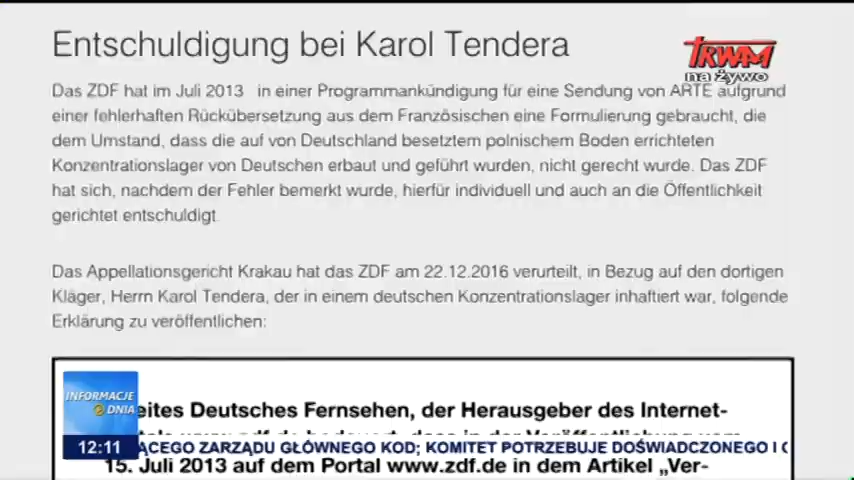 Entschuldigung bei Karol Tendera
TRWAM
na żywo
Das ZDF hat im Juli 2013 in einer Programmankündigung für eine Sendung von ARTE aufgrund
einer fehlerhaften Rückübersetzung aus dem Französischen eine Formulierung gebraucht, die
dem Umstand, dass die auf von Deutschland besetztem polnischem Boden errichteten
Konzentrationslager von Deutschen erbaut und geführt wurden, nicht gerecht wurde. Das ZDF
hat sich, nachdem der Fehler bemerkt wurde, hierfür individuell und auch an die Öffentlichkeit
gerichtet entschuldigt.
Das Appellationsgericht Krakau hat das ZDF am 22.12.2016 verurteilt, in Bezug auf den dortigen
Kläger, Herrn Karol Tendera, der in einem deutschen Konzentrationslager inhaftiert war, folgende
Erklärung zu veröffentlichen:
eites Deutsches Fernsehen, der Herausgeber des Internet-
INFORMACJE
DNIA
12:11
ĄCEGO ZARZĄDU GŁÓWNEGO KOD; KOMITET POTRZEBUJE DOŚWIADCZONEGO I
15. Juli 2013 auf dem Portal www.zdf.de in dem Artikel „Ver-